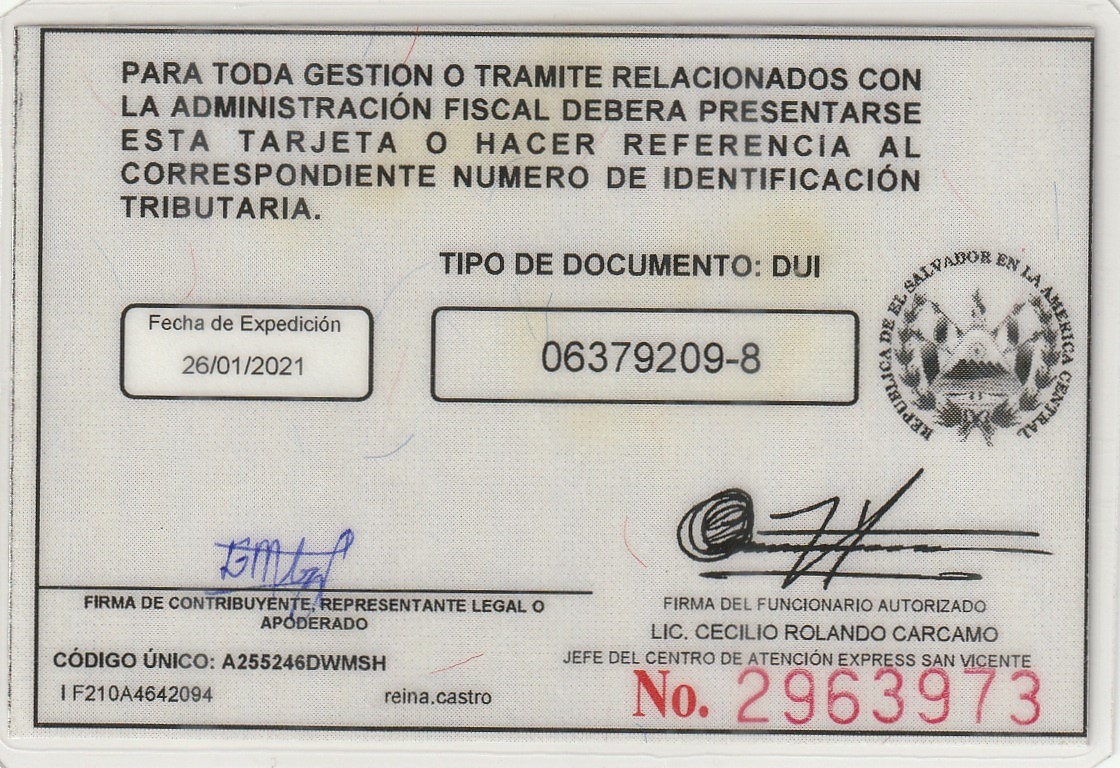 PARA TODA GESTION O TRAMITE RELACIONADOS CON
LA ADMINISTRACIÓN FISCAL DEBERA PRESENTARSE
ESTA TARJETA O HACER REFERENCIA AL
CORRESPONDIENTE NUMERO DE IDENTIFICACIÓN
TRIBUTARIA.
TIPO DE DOCUMENTO: DUI
Fecha de Expedición
26/01/2021
06379209-8
REPUBLICA DE EL SALVADOR EN LA AMERICA CENTRAL
FIRMA DE CONTRIBUYENTE, REPRESENTANTE LEGAL O
APODERADO
FIRMA DEL FUNCIONARIO AUTORIZADO
LIC. CECILIO ROLANDO CARCAMO
JEFE DEL CENTRO DE ATENCIÓN EXPRESS SAN VICENTE
CÓDIGO ÚNICO: A255246DWMSH
I F210A4642094
reina.castro
No. 2963973